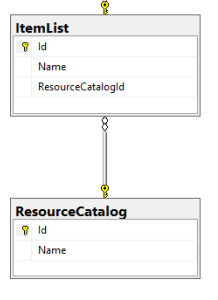 ItemList
Id
Name
ResourceCatalogId
ResourceCatalog
Id
Name